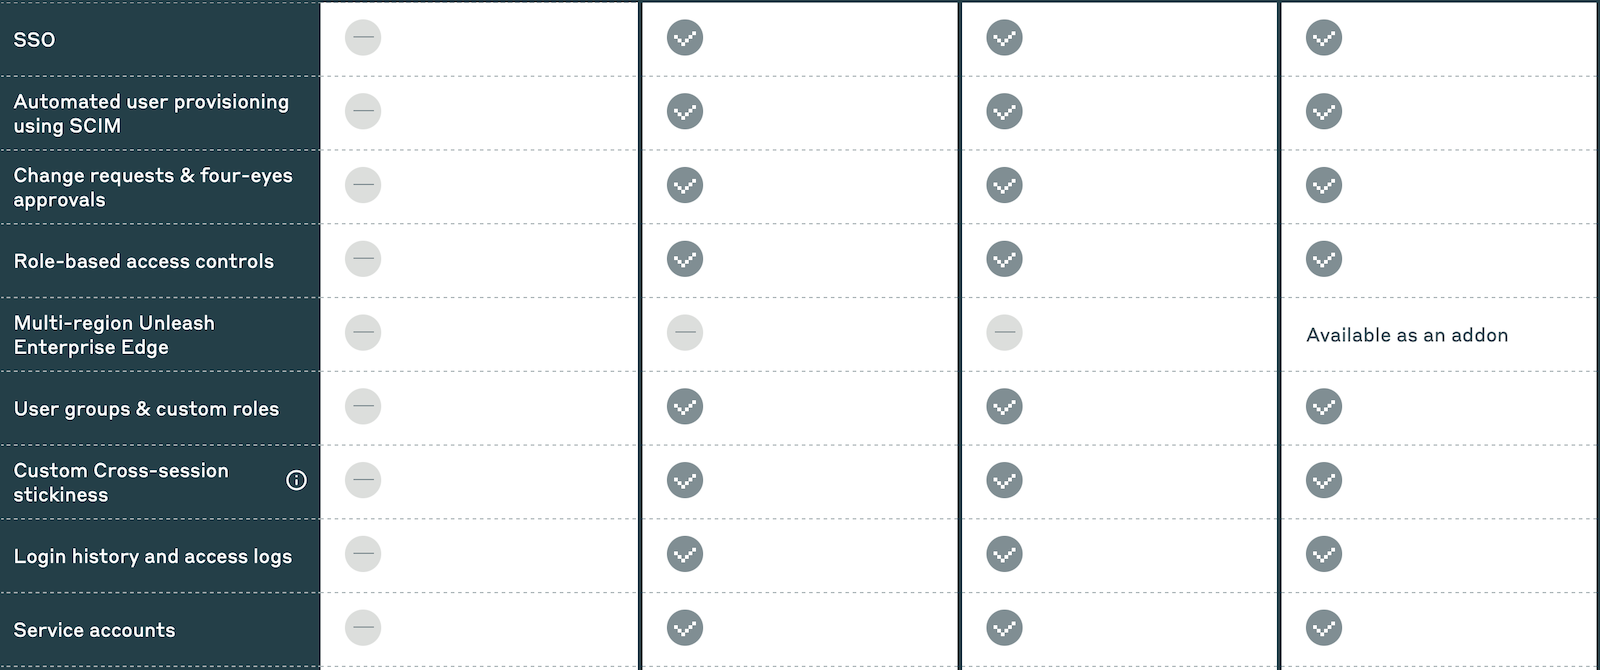 SSO
Automated user provisioning
using SCIM
Change requests & four-eyes
approvals
Role-based access controls
Multi-region Unleash
Enterprise Edge
Available as an addon
User groups & custom roles
Custom Cross-session
stickiness
Login history and access logs
Service accounts